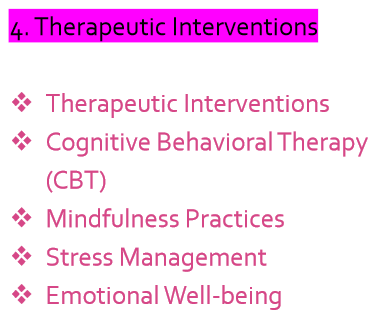 4. Therapeutic Interventions
❖ Therapeutic Interventions
❖ Cognitive Behavioral Therapy
(CBT)
❖ Mindfulness Practices
❖ Stress Management
❖ Emotional Well-being